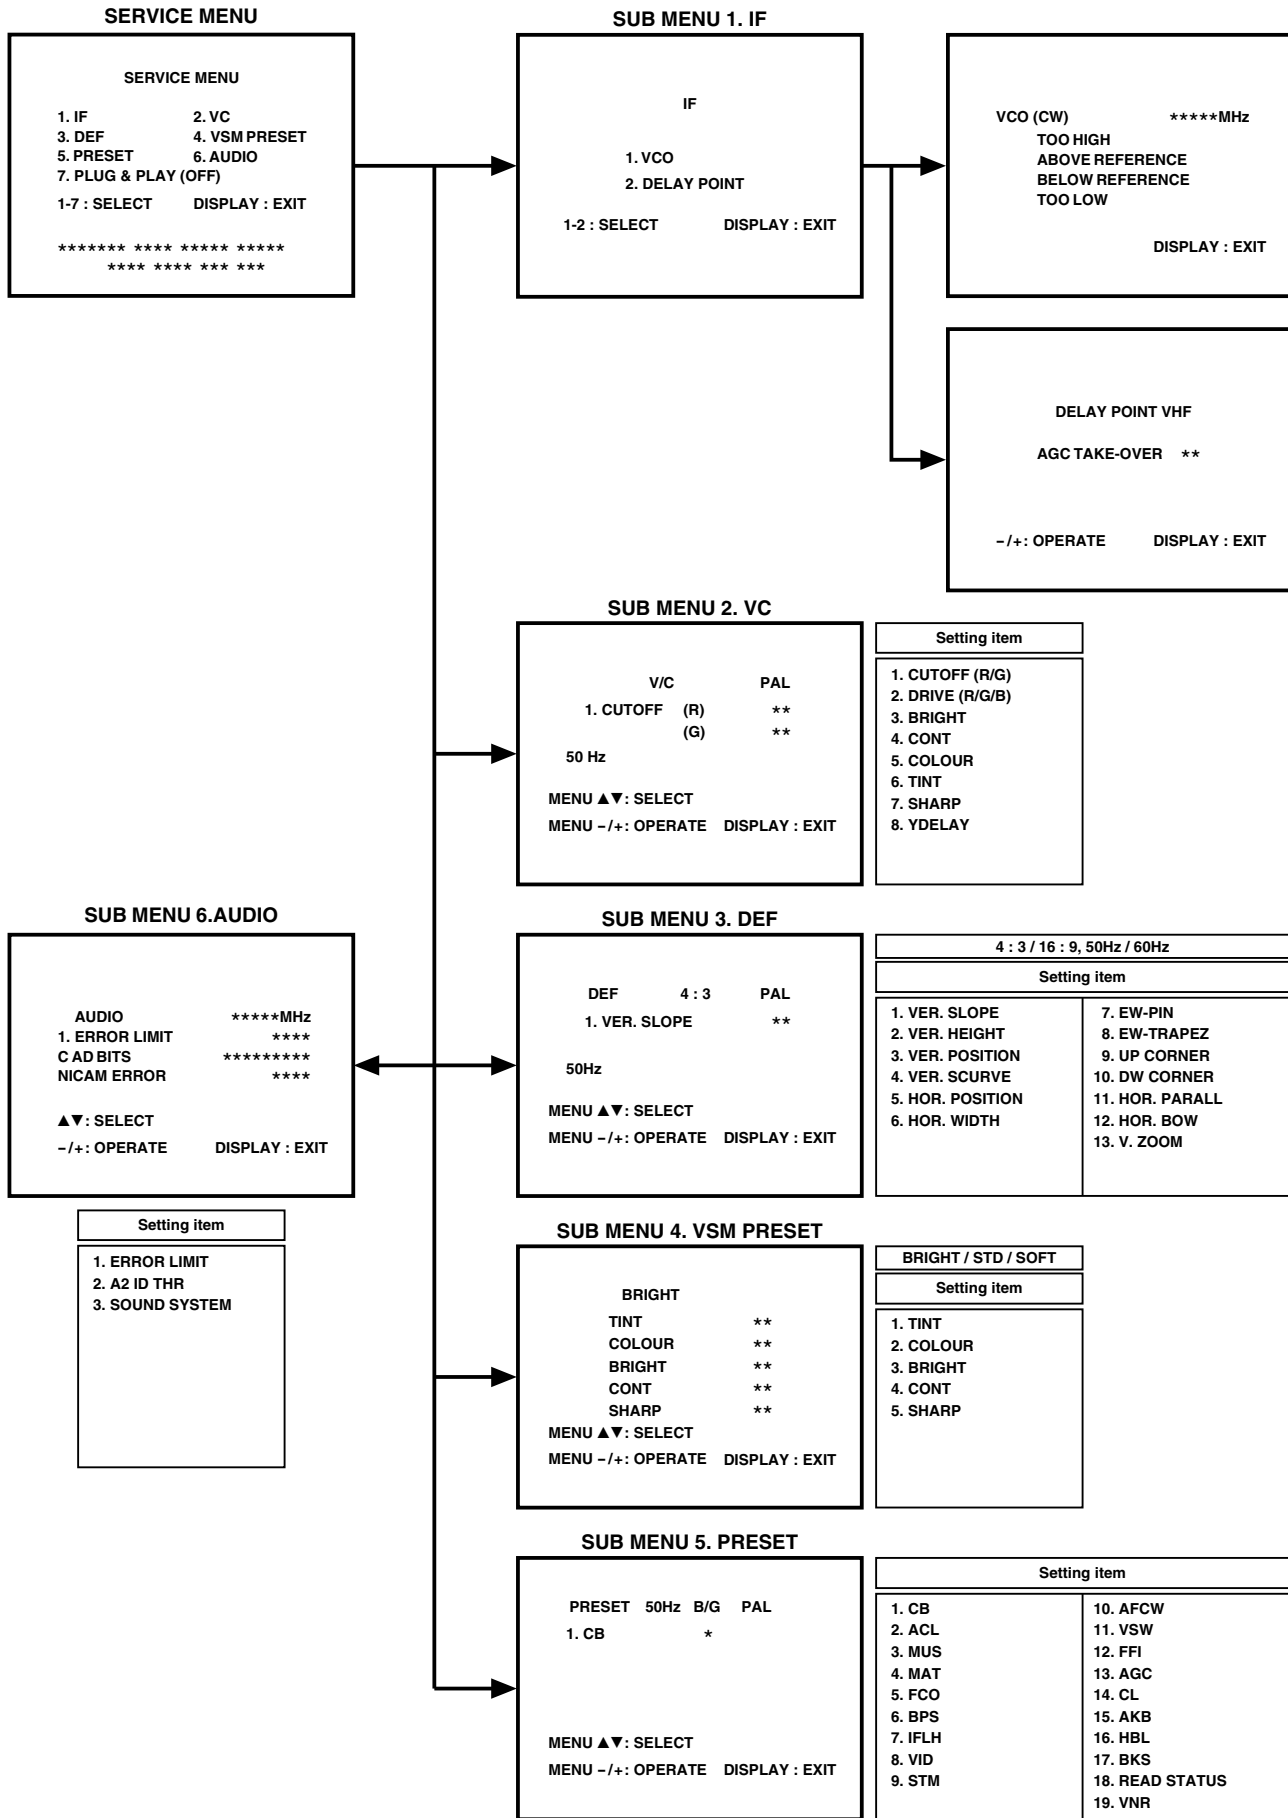 SERVICE MENU
SERVICE MENU
1. IF 2. VC
3. DEF 4. VSM PRESET
5. PRESET 6. AUDIO
7. PLUG & PLAY (OFF)
1-7 : SELECT DISPLAY : EXIT
******* **** ***** *****
**** **** *** ***
SUB MENU 1. IF
IF
1. VCO
2. DELAY POINT
1-2 : SELECT DISPLAY : EXIT
VCO (CW) *****MHz
TOO HIGH
ABOVE REFERENCE
BELOW REFERENCE
TOO LOW
DISPLAY : EXIT
DELAY POINT VHF
AGC TAKE-OVER **
–/+: OPERATE DISPLAY : EXIT
SUB MENU 2. VC
V/C PAL
1. CUTOFF (R) **
(G) **
50 Hz
MENU ▲▼: SELECT
MENU –/+: OPERATE DISPLAY : EXIT
Setting item
1. CUTOFF (R/G)
2. DRIVE (R/G/B)
3. BRIGHT
4. CONT
5. COLOUR
6. TINT
7. SHARP
8. YDELAY
SUB MENU 6.AUDIO
AUDIO *****MHz
1. ERROR LIMIT ****
C AD BITS *********
NICAM ERROR ****
▲▼: SELECT
–/+: OPERATE DISPLAY : EXIT
Setting item
1. ERROR LIMIT
2. A2 ID THR
3. SOUND SYSTEM
SUB MENU 3. DEF
DEF 4 : 3 PAL
1. VER. SLOPE **
50Hz
MENU ▲▼: SELECT
MENU –/+: OPERATE DISPLAY : EXIT
4 : 3 / 16 : 9, 50Hz / 60Hz
Setting item
1. VER. SLOPE
2. VER. HEIGHT
3. VER. POSITION
4. VER. SCURVE
5. HOR. POSITION
6. HOR. WIDTH
7. EW-PIN
8. EW-TRAPEZ
9. UP CORNER
10. DW CORNER
11. HOR. PARALL
12. HOR. BOW
13. V. ZOOM
SUB MENU 4. VSM PRESET
BRIGHT
TINT **
COLOUR **
BRIGHT **
CONT **
SHARP **
MENU ▲▼: SELECT
MENU –/+: OPERATE DISPLAY : EXIT
BRIGHT / STD / SOFT
Setting item
1. TINT
2. COLOUR
3. BRIGHT
4. CONT
5. SHARP
SUB MENU 5. PRESET
PRESET 50Hz B/G PAL
1. CB *
MENU ▲▼: SELECT
MENU –/+: OPERATE DISPLAY : EXIT
Setting item
1. CB
2. ACL
3. MUS
4. MAT
5. FCO
6. BPS
7. IFLH
8. VID
9. STM
10. AFCW
11. VSW
12. FFI
13. AGC
14. CL
15. AKB
16. HBL
17. BKS
18. READ STATUS
19. VNR